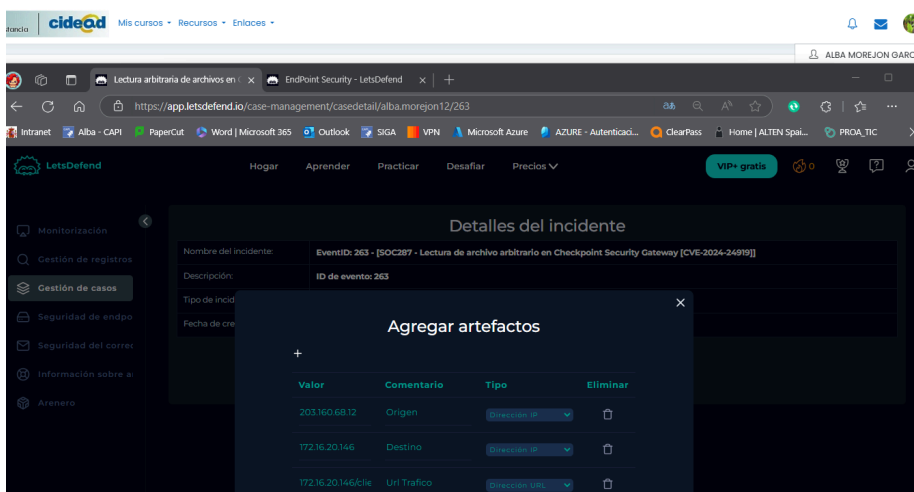 stancia cidead Mis cursos Recursos Enlaces
ALBA MOREJON GARC
Lectura arbitraria de archivos en EndPoint Security - LetsDefend
https://app.letsdefend.io/case-management/casedetail/alba.morejon12/263
Intranet Alba - CAPI PaperCut Word | Microsoft 365 Outlook SIGA VPN Microsoft Azure AZURE - Autenticaci... ClearPass Home | ALTEN Spai... PROA_TIC
LetsDefend Hogar Aprender Practicar Desafiar Precios VIP+ gratis 0
Detalles del incidente
Monitorización
Nombre del incidente: EventID: 263 - [SOC287 - Lectura de archivo arbitrario en Checkpoint Security Gateway [CVE-2024-24919]]
Gestión de registros
Descripción: ID de evento: 263
Gestión de casos
Tipo de incid
Seguridad de endpo
Fecha de cre
Agregar artefactos
Seguridad del correc
+
Información sobre a
Valor Comentario Tipo Eliminar
Arenero
203.160.68.12 Origen Dirección IP
172.16.20.146 Destino Dirección IP
172.16.20.146/clie Url Trafico Dirección URL